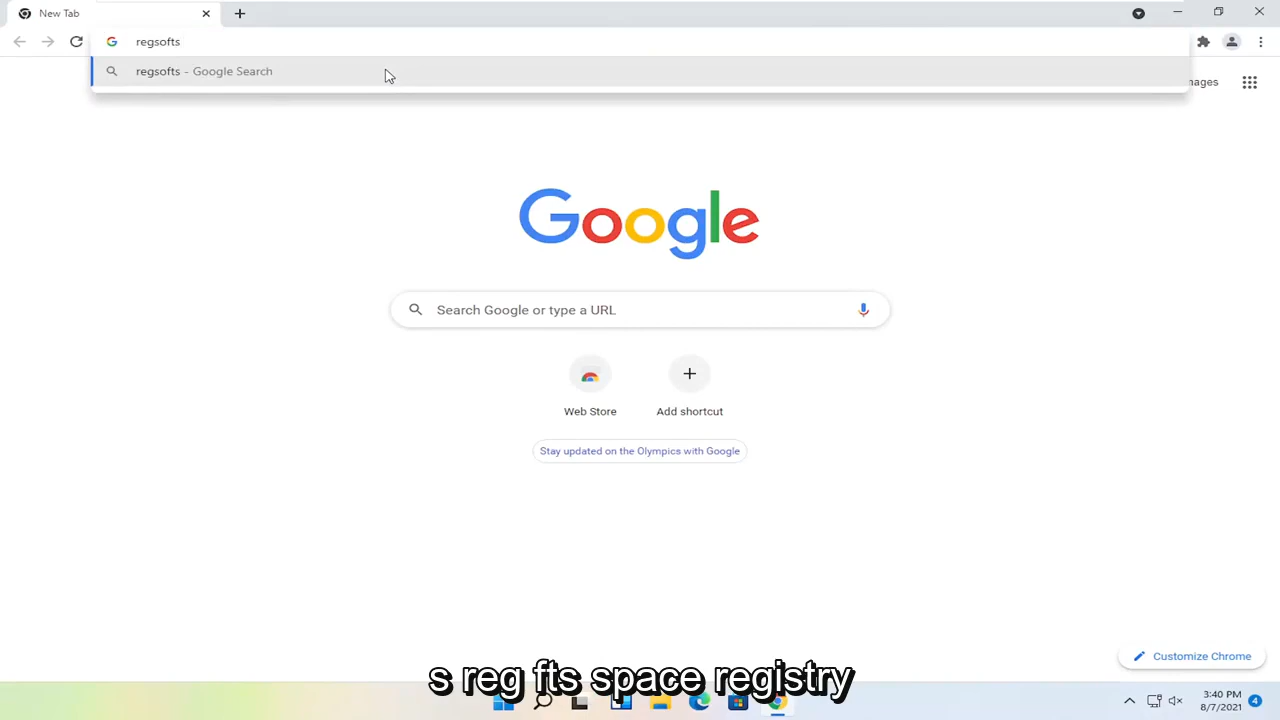 New Tab
regsofts
regsofts - Google Search
Google
Search Google or type a URL
Web Store
Add shortcut
Stay updated on the Olympics with Google
Customize Chrome
s reg fts space registry
3:40 PM
8/7/2021
4